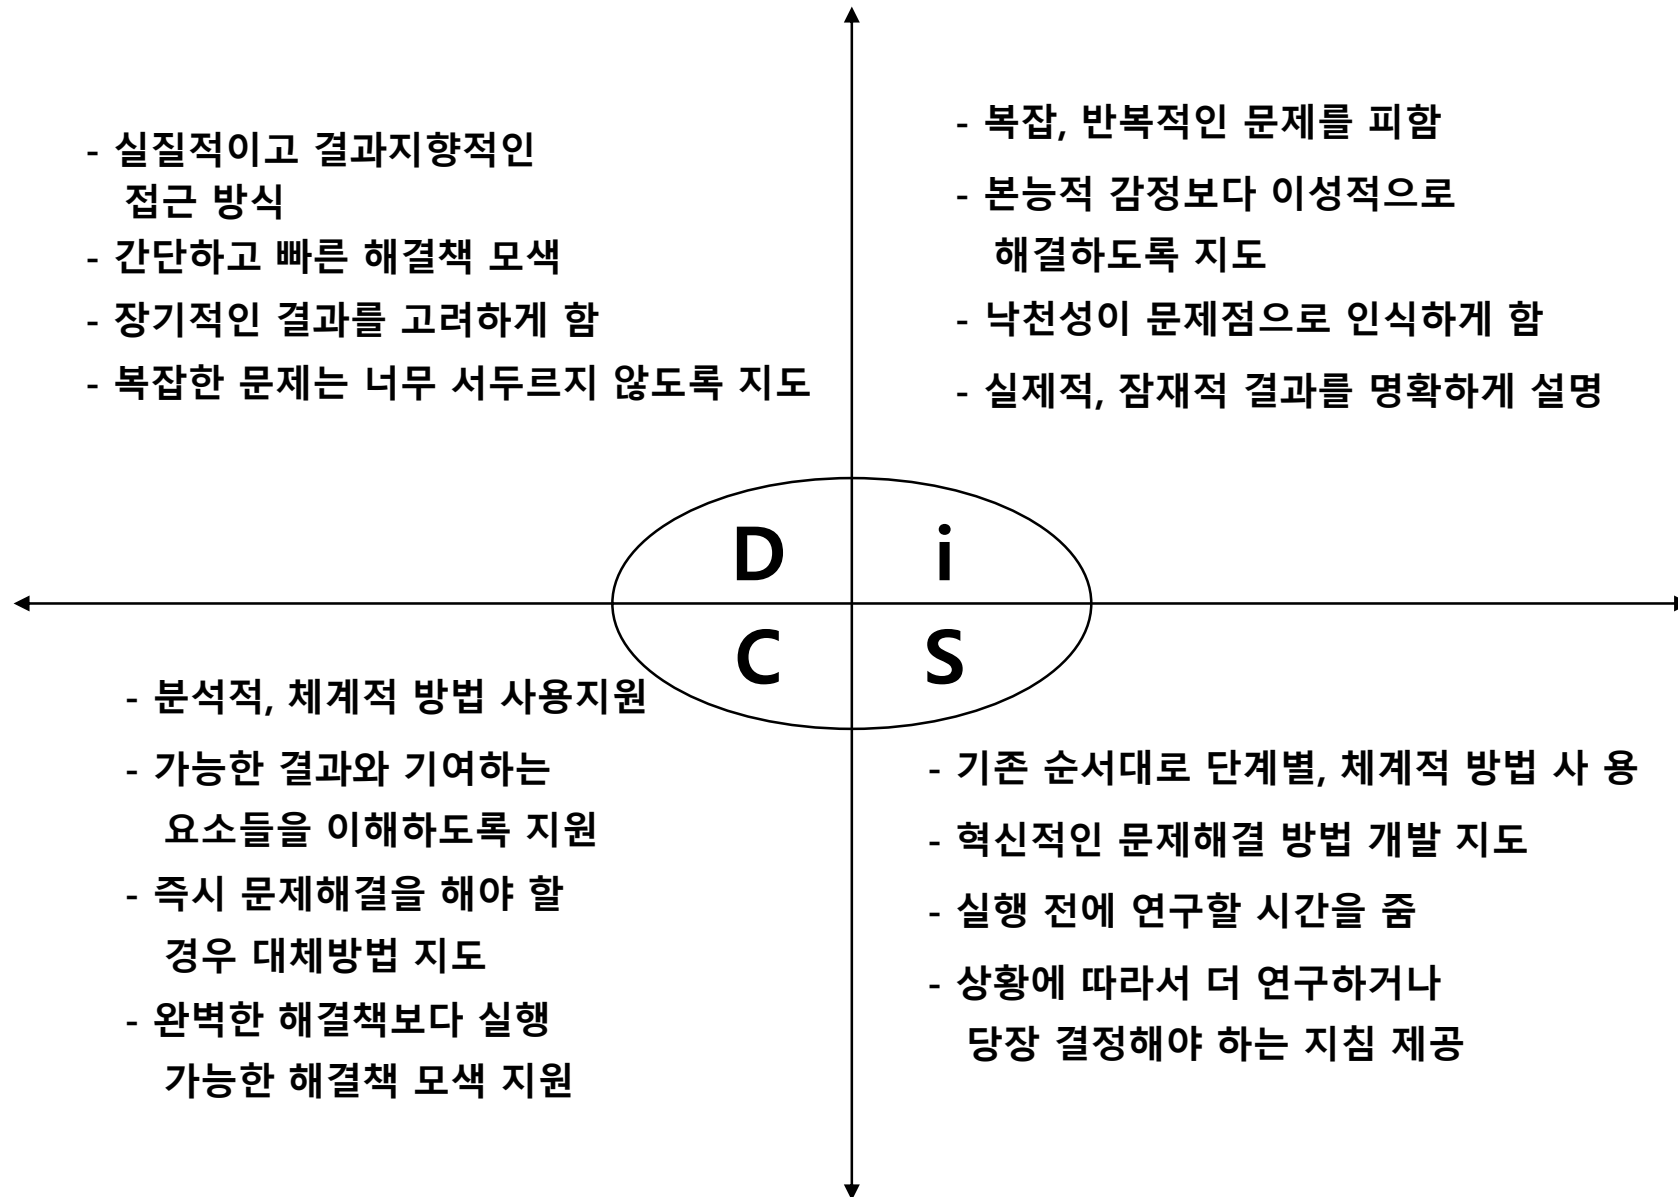 - 실질적이고 결과지향적인
접근 방식
- 간단하고 빠른 해결책 모색
- 장기적인 결과를 고려하게 함
- 복잡한 문제는 너무 서두르지 않도록 지도
- 복잡, 반복적인 문제를 피함
- 본능적 감정보다 이성적으로
해결하도록 지도
- 낙천성이 문제점으로 인식하게 함
- 실제적, 잠재적 결과를 명확하게 설명
D i
C S
- 분석적, 체계적 방법 사용지원
- 가능한 결과와 기여하는
요소들을 이해하도록 지원
- 즉시 문제해결을 해야 할
경우 대체방법 지도
- 완벽한 해결책보다 실행
가능한 해결책 모색 지원
- 기존 순서대로 단계별, 체계적 방법 사 용
- 혁신적인 문제해결 방법 개발 지도
- 실행 전에 연구할 시간을 줌
- 상황에 따라서 더 연구하거나
당장 결정해야 하는 지침 제공